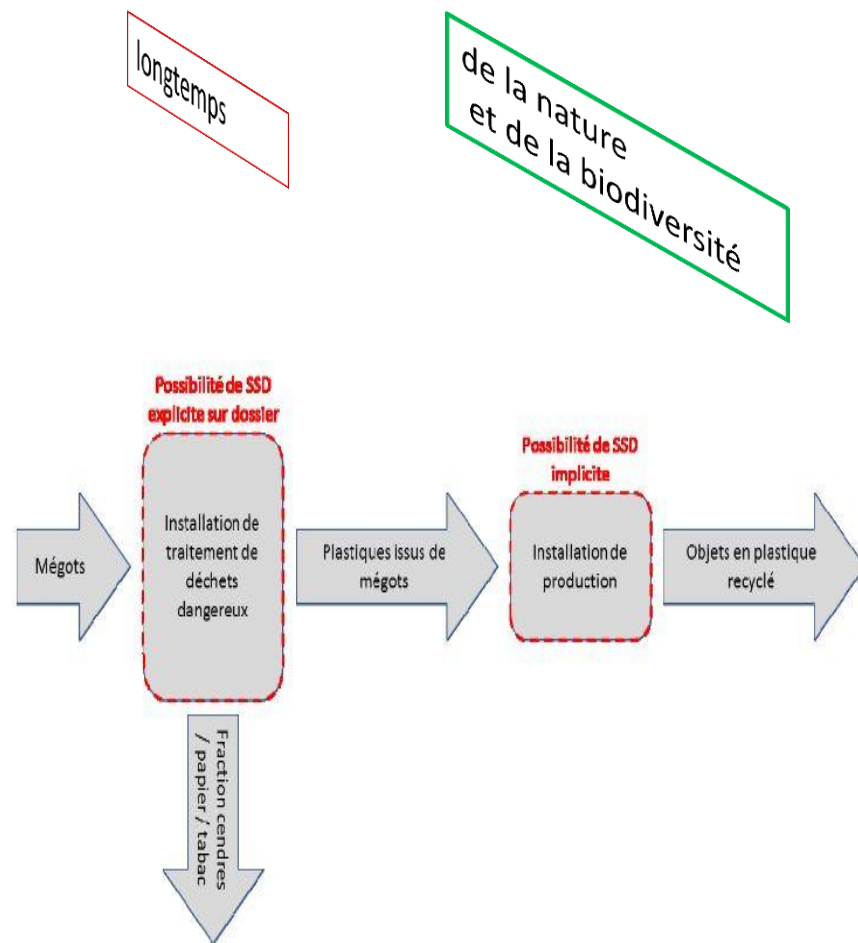 longtemps
de la nature
et de la biodiversité
Possibilité de SSD
explicite sur dossier
Possibilité de SSD
implicite
Mégots
Installation de
traitement de
déchets
dangereux
Plastiques issus de
mégots
Installation de
production
Objets en plastique
recyclé
Fraction cendres
/ papier / tabac